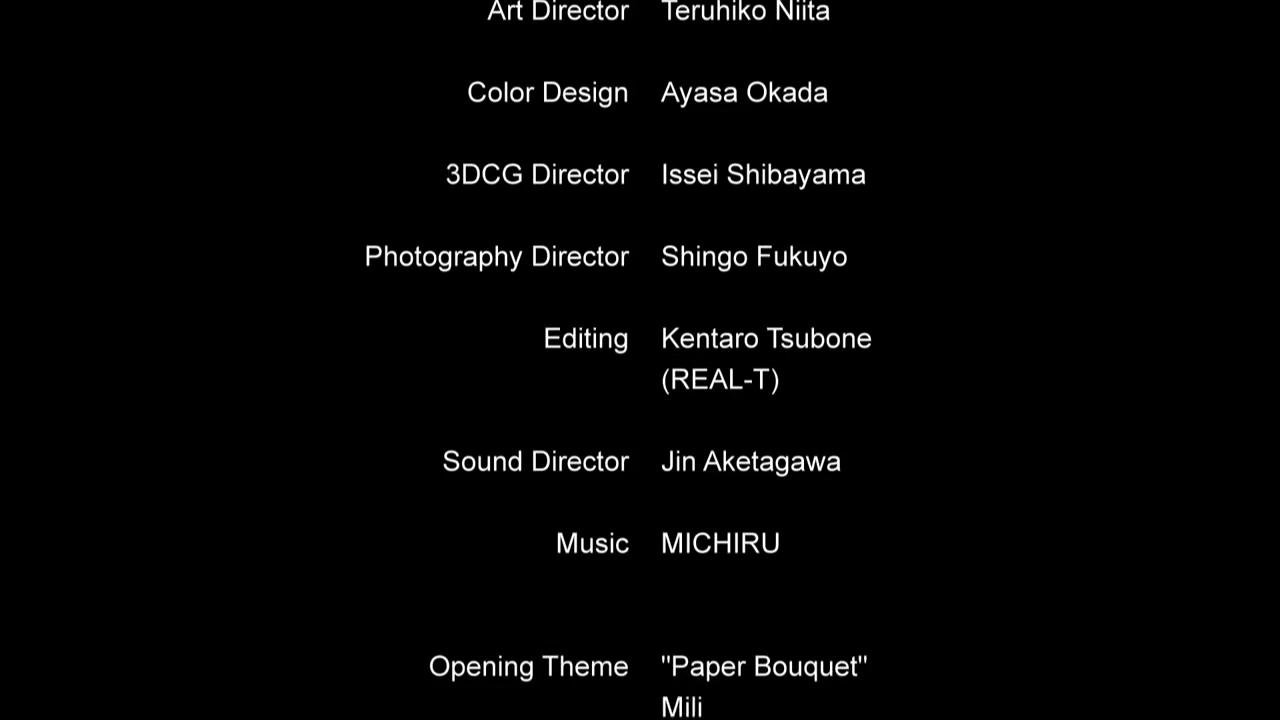 Art Director Teruhiko Niita
Color Design Ayasa Okada
3DCG Director Issei Shibayama
Photography Director Shingo Fukuyo
Editing Kentaro Tsubone
(REAL-T)
Sound Director Jin Aketagawa
Music MICHIRU
Opening Theme "Paper Bouquet"
Mili